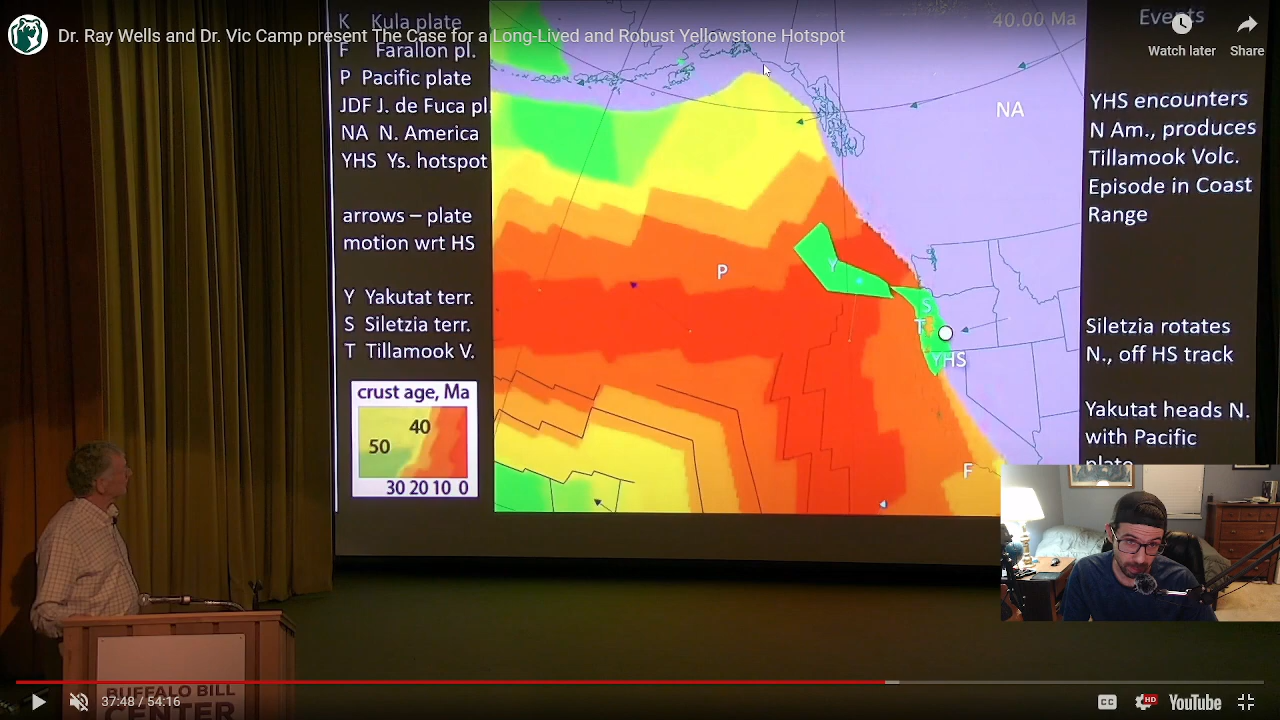 Dr. Ray Wells and Dr. Vic Camp present The Case for a Long-Lived and Robust Yellowstone Hotspot
Watch later
Share
K Kula plate
F Farallon pl.
P Pacific plate
JDF J. de Fuca pl.
NA N. America
YHS Ys. hotspot
arrows – plate
motion wrt HS
Y Yakutat terr.
S Siletzia terr.
T Tillamook V.
crust age, Ma
40
50
30 20 10 0
40.00 Ma
NA
P
Y
S
T
YHS
F
Events
YHS encounters
N Am., produces
Tillamook Volc.
Episode in Coast
Range
Siletzia rotates
N., off HS track
Yakutat heads N.
with Pacific
plate
BUFFALO BILL
CENTER
37:48 / 54:16
CC
HD
YouTube